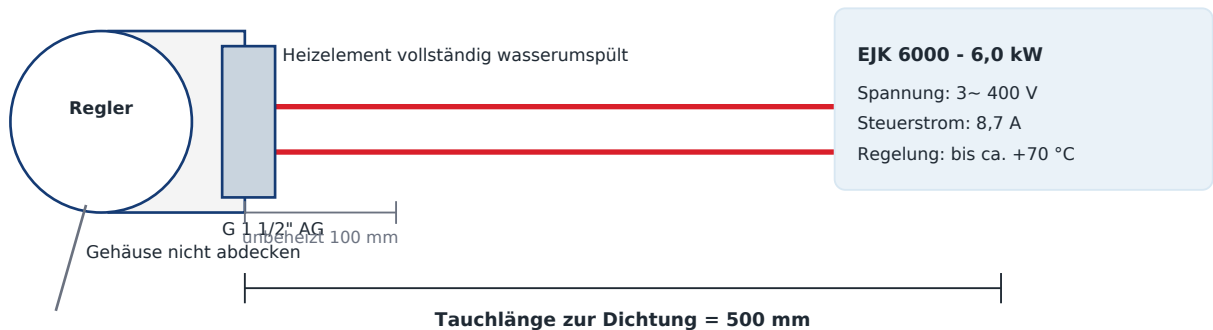 Regler
Heizelement vollständig wasserumspült
EJK 6000 - 6,0 kW
Spannung: 3~ 400 V
Steuerstrom: 8,7 A
Regelung: bis ca. +70 °C
G 1 1/2" AG
unbeheizt 100 mm
Gehäuse nicht abdecken
Tauchlänge zur Dichtung = 500 mm